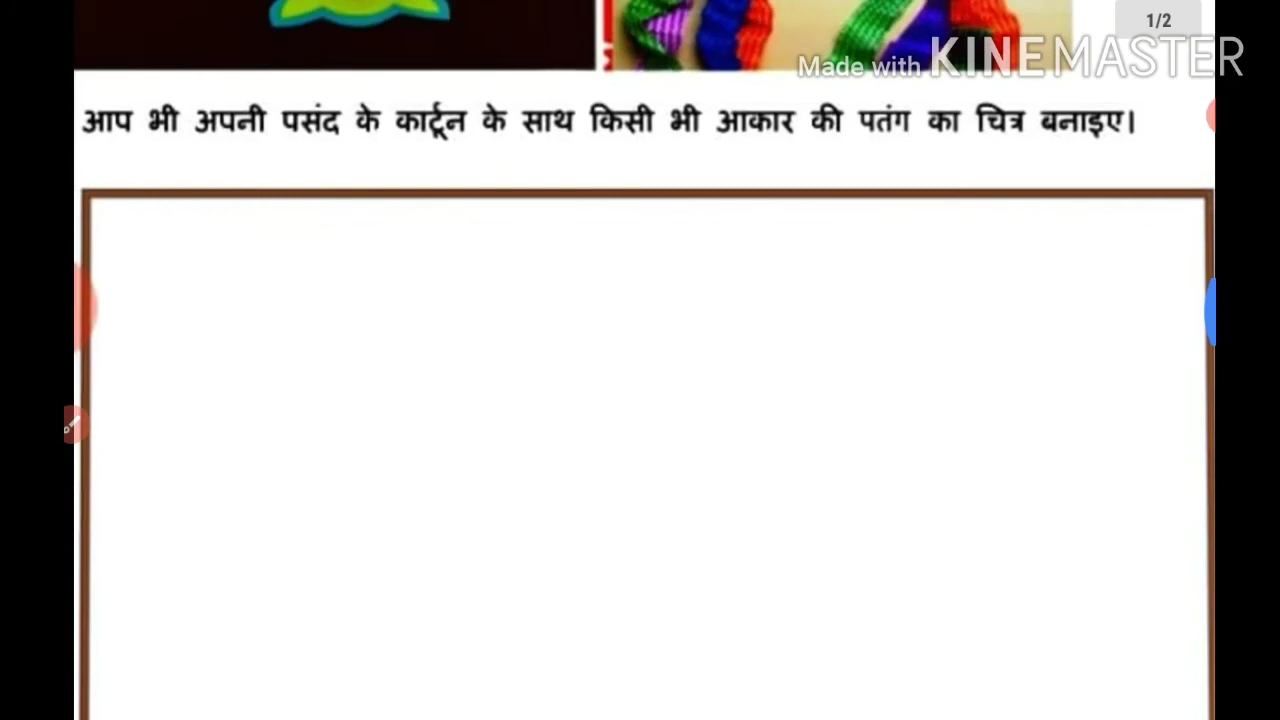 1/2
Made with KINEMASTER
आप भी अपनी पसंद के कार्टून के साथ किसी भी आकार की पतंग का चित्र बनाइए।